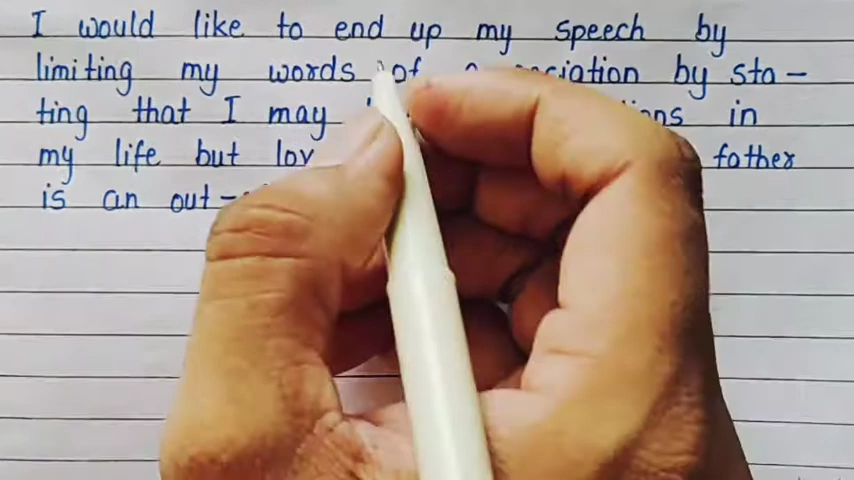 I would like to end up my speech by
limiting my words of by sta-
ting that I may in
my life but father
is an out-